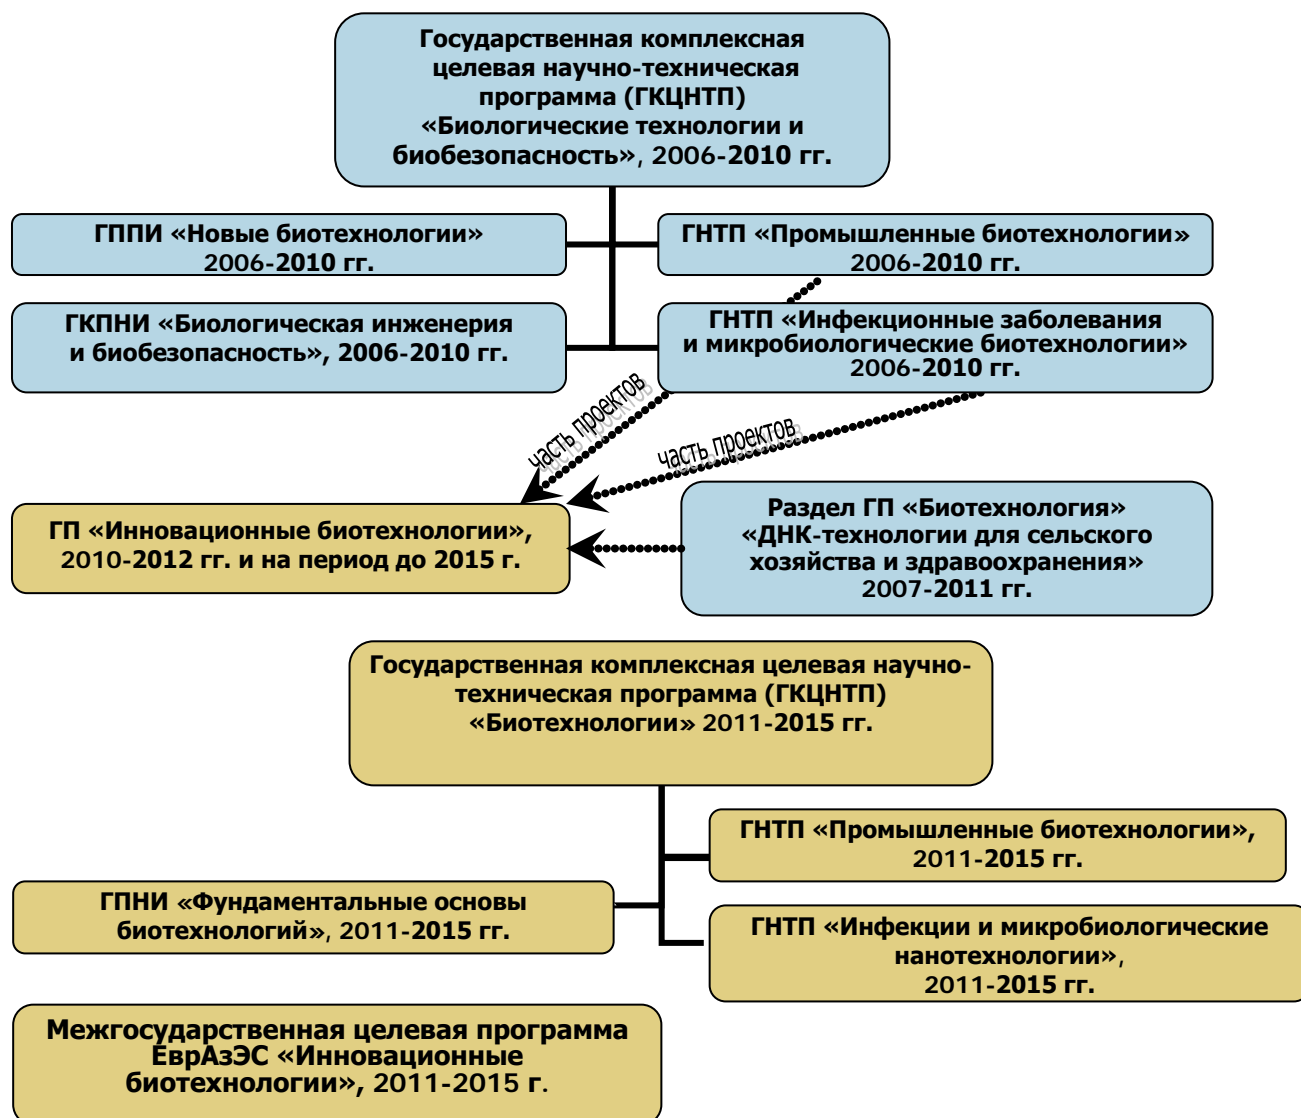 Государственная комплексная
целевая научно-техническая
программа (ГКЦНТП)
«Биологические технологии и
биобезопасность», 2006-2010 гг.
ГППИ «Новые биотехнологии»
2006-2010 гг.
ГНТП «Промышленные биотехнологии»
2006-2010 гг.
ГКПНИ «Биологическая инженерия
и биобезопасность», 2006-2010 гг.
ГНТП «Инфекционные заболевания
и микробиологические биотехнологии»
2006-2010 гг.
часть проектов
часть проектов
ГП «Инновационные биотехнологии»,
2010-2012 гг. и на период до 2015 г.
Раздел ГП «Биотехнология»
«ДНК-технологии для сельского
хозяйства и здравоохранения»
2007-2011 гг.
Государственная комплексная целевая научно-
техническая программа (ГКЦНТП)
«Биотехнологии» 2011-2015 гг.
ГНТП «Промышленные биотехнологии»,
2011-2015 гг.
ГПНИ «Фундаментальные основы
биотехнологий», 2011-2015 гг.
ГНТП «Инфекции и микробиологические
нанотехнологии»,
2011-2015 гг.
Межгосударственная целевая программа
ЕврАзЭС «Инновационные
биотехнологии», 2011-2015 г.